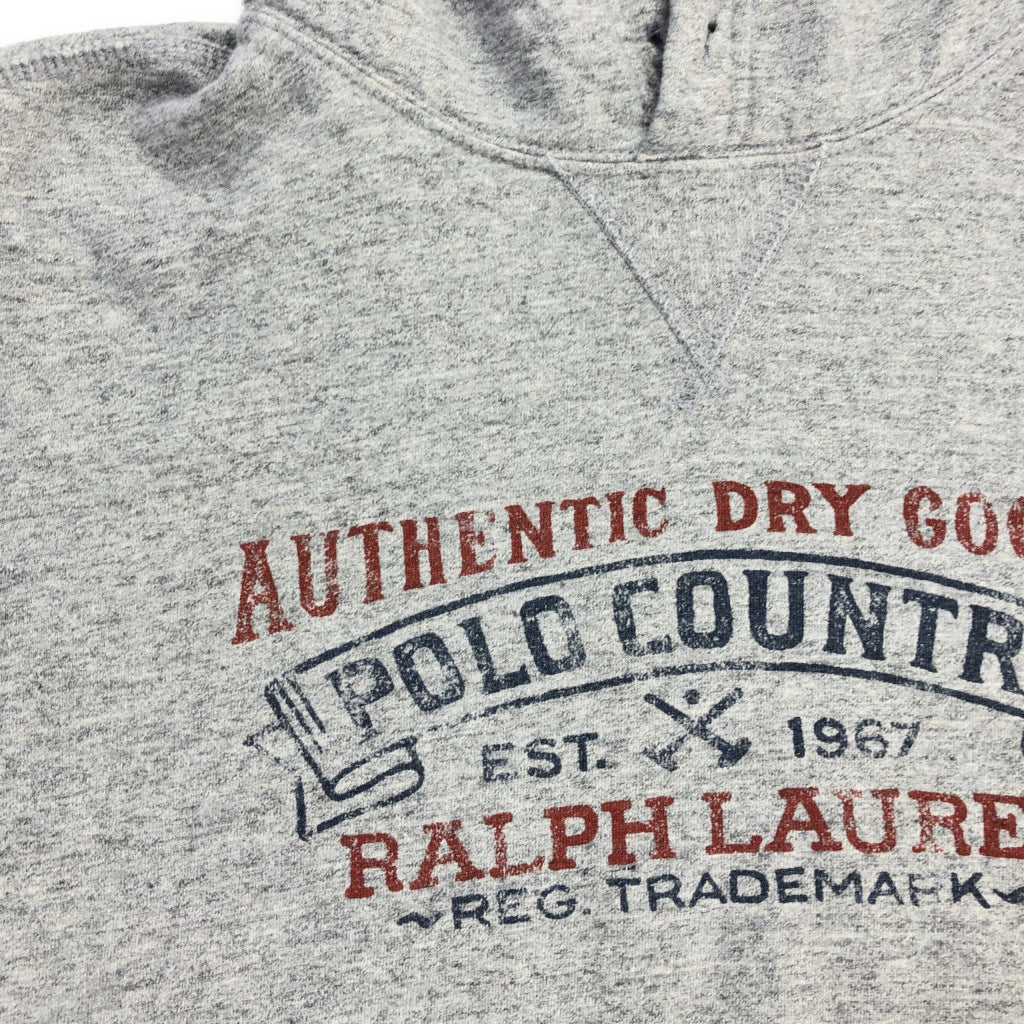 AUTHENTIC DRY GOO
POLO COUNTR
EST. 1967
RALPH LAURE
~REG. TRADEMARK~